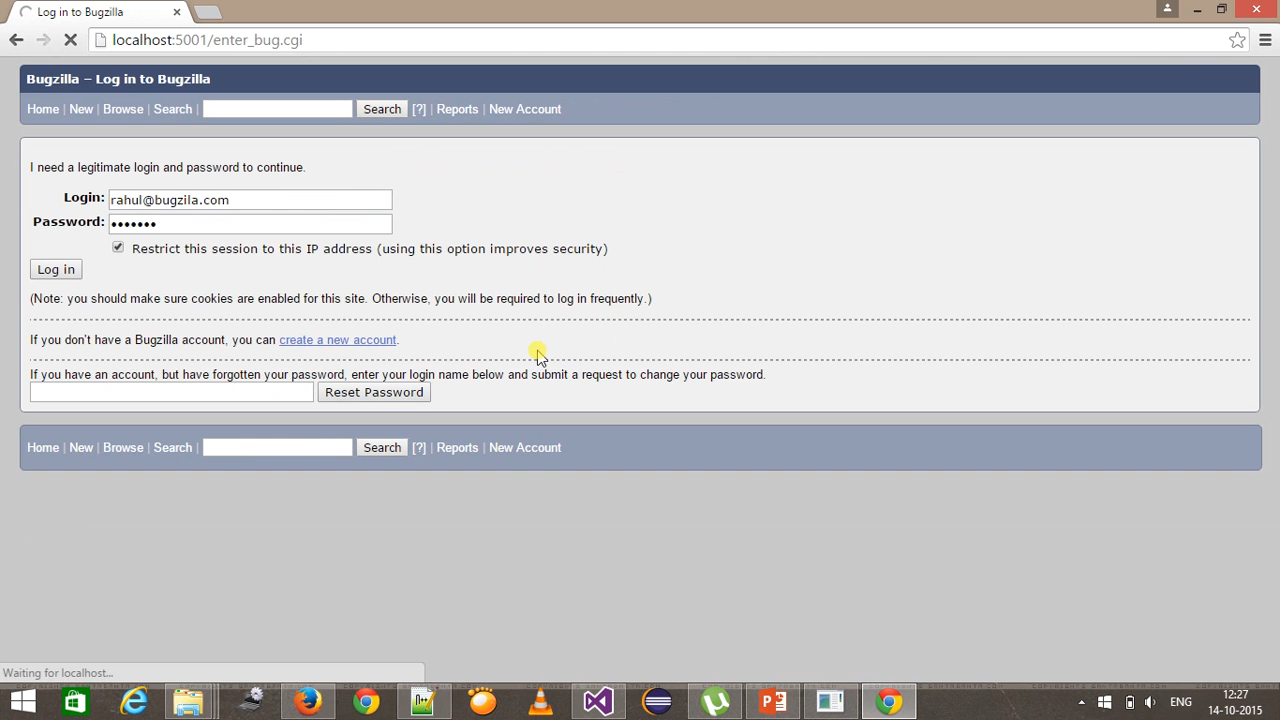 Log in to Bugzilla
localhost:5001/enter_bug.cgi
Bugzilla – Log in to Bugzilla
Home | New | Browse | Search | Search [?] | Reports | New Account
I need a legitimate login and password to continue.
Login: rahul@bugzila.com
Password: •••••••
Restrict this session to this IP address (using this option improves security)
Log in
(Note: you should make sure cookies are enabled for this site. Otherwise, you will be required to log in frequently.)
If you don't have a Bugzilla account, you can create a new account.
If you have an account, but have forgotten your password, enter your login name below and submit a request to change your password.
Reset Password
Home | New | Browse | Search | Search [?] | Reports | New Account
Waiting for localhost...
ENG
12:27
14-10-2015